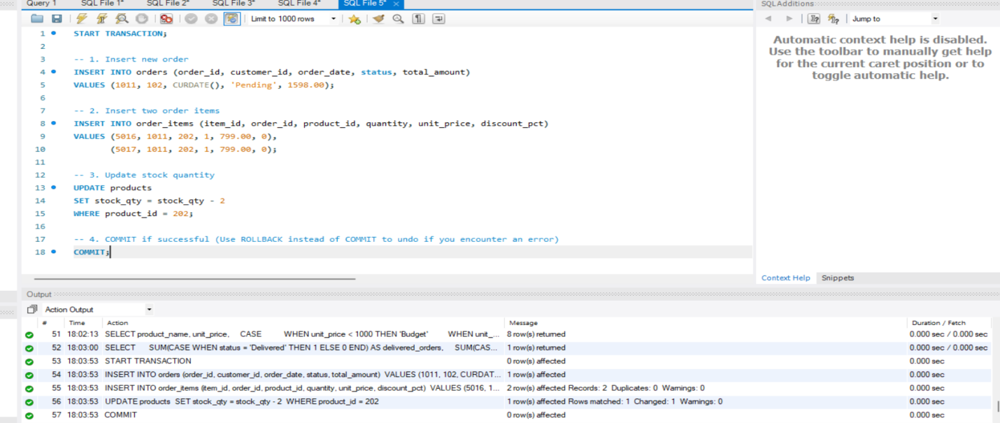 Query 1 SQL File 1* SQL File 2* SQL File 3* SQL File 4* SQL File 5* ×
SQLAdditions
Limit to 1000 rows
Jump to
1 START TRANSACTION;
2
3 -- 1. Insert new order
4 INSERT INTO orders (order_id, customer_id, order_date, status, total_amount)
5 VALUES (1011, 102, CURDATE(), 'Pending', 1598.00);
6
7 -- 2. Insert two order items
8 INSERT INTO order_items (item_id, order_id, product_id, quantity, unit_price, discount_pct)
9 VALUES (5016, 1011, 202, 1, 799.00, 0),
10 (5017, 1011, 202, 1, 799.00, 0);
11
12 -- 3. Update stock quantity
13 UPDATE products
14 SET stock_qty = stock_qty - 2
15 WHERE product_id = 202;
16
17 -- 4. COMMIT if successful (Use ROLLBACK instead of COMMIT to undo if you encounter an error)
18 COMMIT;
Automatic context help is disabled.
Use the toolbar to manually get help
for the current caret position or to
toggle automatic help.
Context Help Snippets
Output
Action Output
# Time Action Message Duration / Fetch
51 18:02:13 SELECT product_name, unit_price, CASE WHEN unit_price < 1000 THEN 'Budget' WHEN unit_... 8 row(s) returned 0.000 sec / 0.000 sec
52 18:03:00 SELECT SUM(CASE WHEN status = 'Delivered' THEN 1 ELSE 0 END) AS delivered_orders, SUM(CAS... 1 row(s) returned 0.000 sec / 0.000 sec
53 18:03:53 START TRANSACTION 0 row(s) affected 0.000 sec
54 18:03:53 INSERT INTO orders (order_id, customer_id, order_date, status, total_amount) VALUES (1011, 102, CURDAT... 1 row(s) affected 0.000 sec
55 18:03:53 INSERT INTO order_items (item_id, order_id, product_id, quantity, unit_price, discount_pct) VALUES (5016, 1... 2 row(s) affected Records: 2 Duplicates: 0 Warnings: 0 0.000 sec
56 18:03:53 UPDATE products SET stock_qty = stock_qty - 2 WHERE product_id = 202 1 row(s) affected Rows matched: 1 Changed: 1 Warnings: 0 0.000 sec
57 18:03:53 COMMIT 0 row(s) affected 0.000 sec